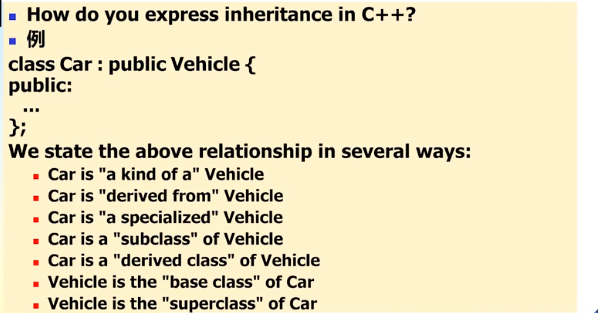 How do you express inheritance in C++?
例
class Car : public Vehicle {
public:
...
};
We state the above relationship in several ways:
Car is "a kind of a" Vehicle
Car is "derived from" Vehicle
Car is "a specialized" Vehicle
Car is a "subclass" of Vehicle
Car is a "derived class" of Vehicle
Vehicle is the "base class" of Car
Vehicle is the "superclass" of Car